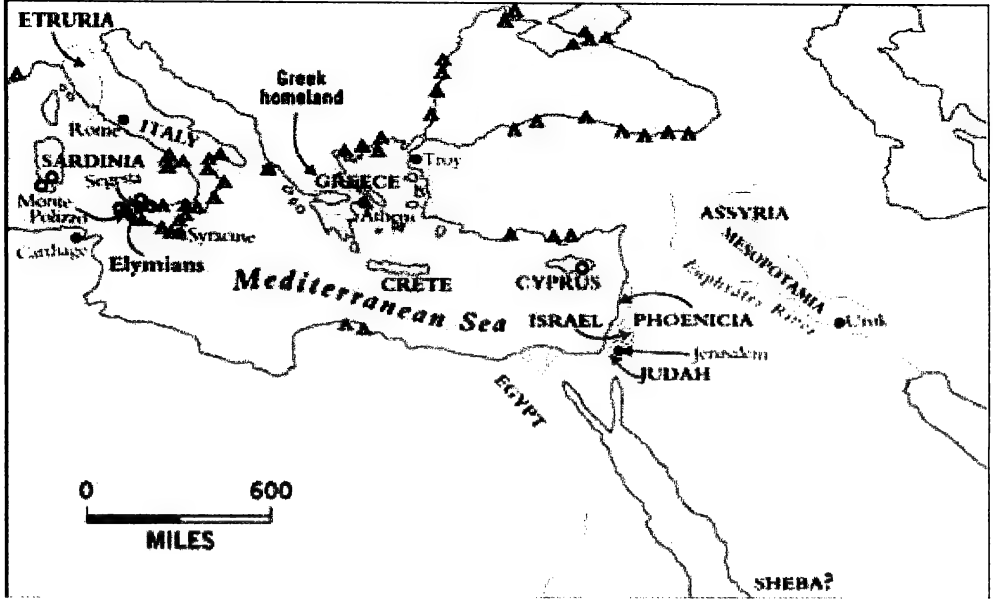 ETRURIA
Greek
homeland
Rome
ITALY
Troy
SARDINIA
Segesta
GREECE
ASSYRIA
Monte
Polizzo
Athens
MESOPOTAMIA
Syracuse
Carthage
Elymians
Euphrates River
Mediterranean Sea
CRETE
CYPRUS
ISRAEL
PHOENICIA
Uruk
Jerusalem
JUDAH
EGYPT
0 600
MILES
SHEBA?